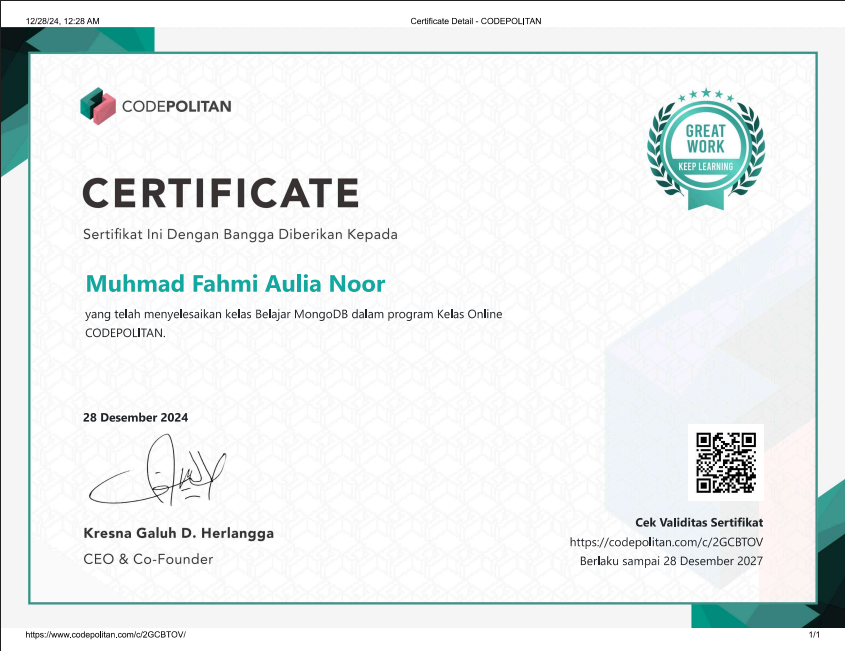 12/28/24, 12:28 AM
Certificate Detail - CODEPOLITAN
CODEPOLITAN
GREAT
WORK
KEEP LEARNING
CERTIFICATE
Sertifikat Ini Dengan Bangga Diberikan Kepada
Muhmad Fahmi Aulia Noor
yang telah menyelesaikan kelas Belajar MongoDB dalam program Kelas Online
CODEPOLITAN.
28 Desember 2024
Kresna Galuh D. Herlangga
CEO & Co-Founder
Cek Validitas Sertifikat
https://codepolitan.com/c/2GCBTOV
Berlaku sampai 28 Desember 2027
https://www.codepolitan.com/c/2GCBTOV/
1/1